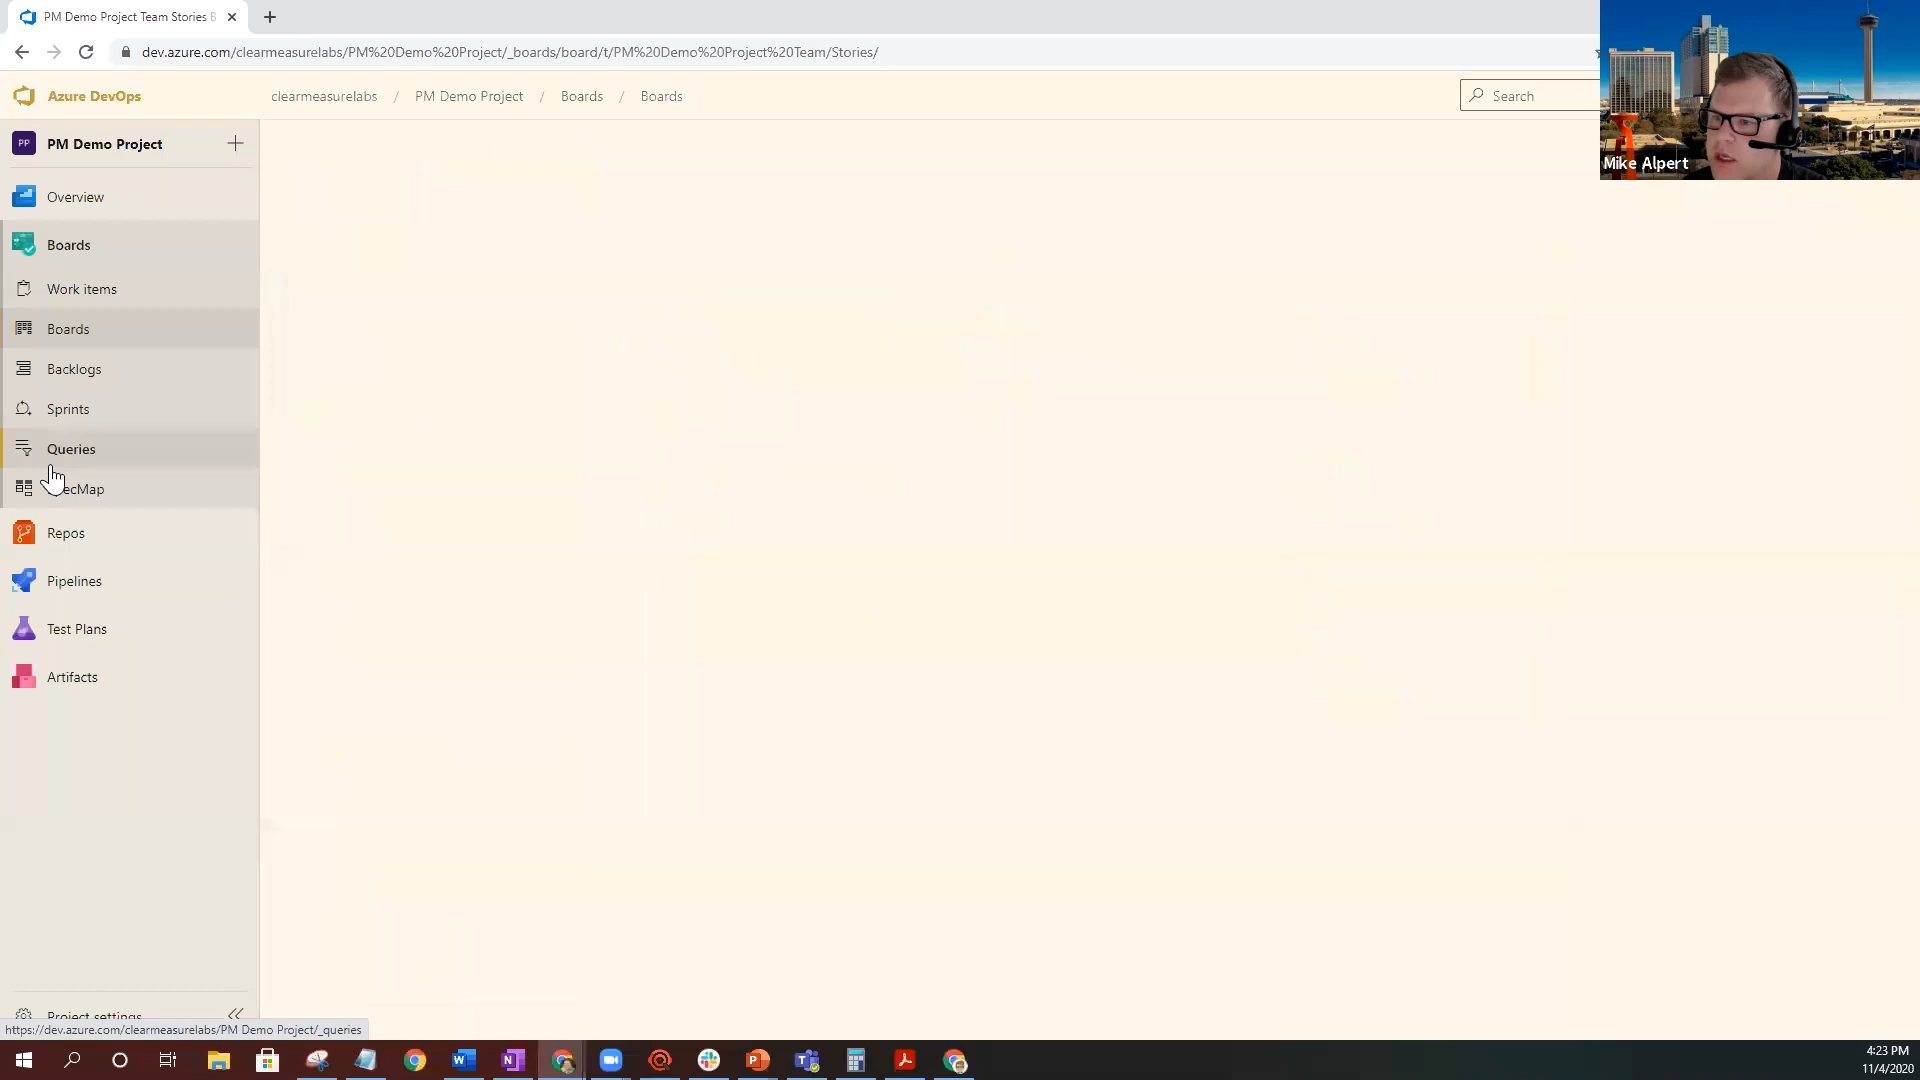 PM Demo Project Team Stories B
dev.azure.com/clearmeasurelabs/PM%20Demo%20Project/_boards/board/t/PM%20Demo%20Project%20Team/Stories/
Azure DevOps
clearmeasurelabs / PM Demo Project / Boards / Boards
Search
Mike Alpert
PP PM Demo Project
Overview
Boards
Work items
Boards
Backlogs
Sprints
Queries
ecMap
Repos
Pipelines
Test Plans
Artifacts
Project settings
https://dev.azure.com/clearmeasurelabs/PM Demo Project/_queries
4:23 PM
11/4/2020